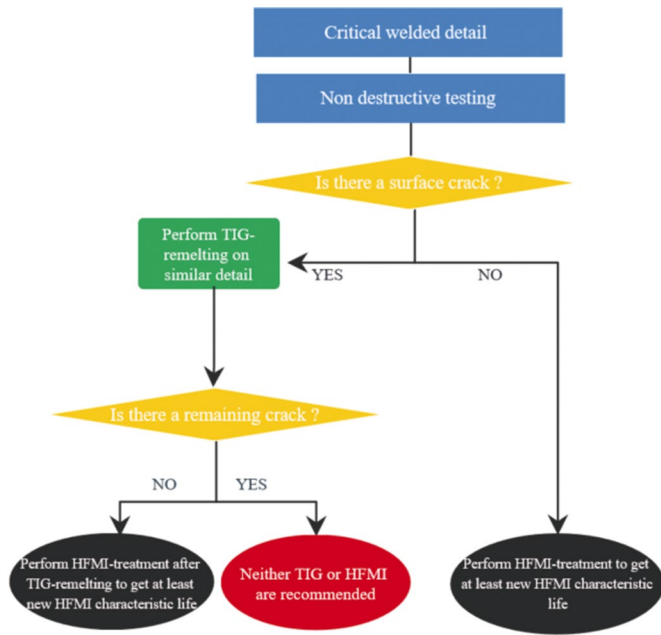 Critical welded detail
Non destructive testing
Is there a surface crack ?
Perform TIG-
remelting on
similar detail
YES
NO
Is there a remaining crack ?
NO
YES
Perform HFMI-treatment after
TIG-remelting to get at least
new HFMI characteristic life
Neither TIG or HFMI
are recommended
Perform HFMI-treatment to get
at least new HFMI characteristic
life